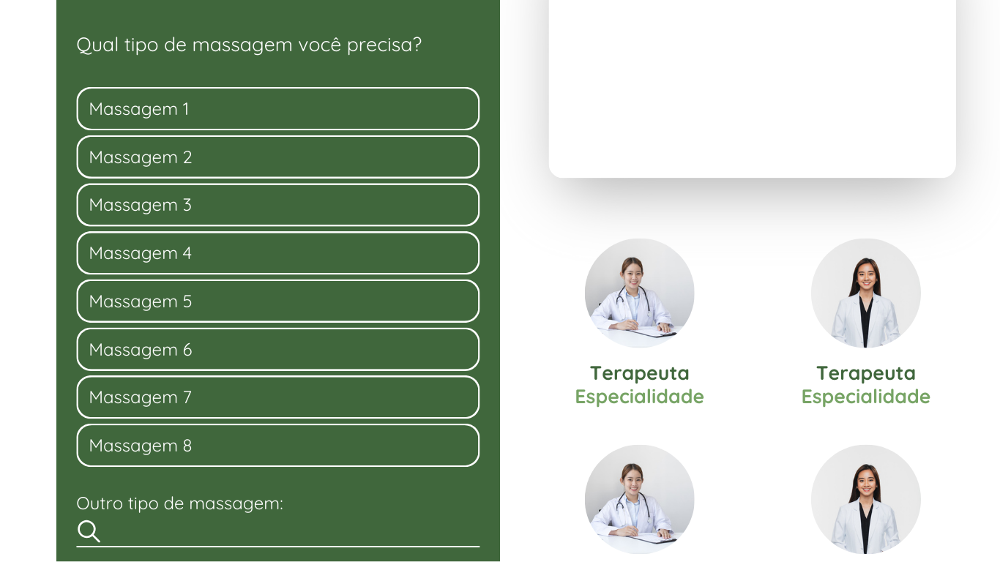 Qual tipo de massagem você precisa?
Massagem 1
Massagem 2
Massagem 3
Massagem 4
Massagem 5
Massagem 6
Massagem 7
Massagem 8
Outro tipo de massagem:
Terapeuta
Especialidade
Terapeuta
Especialidade